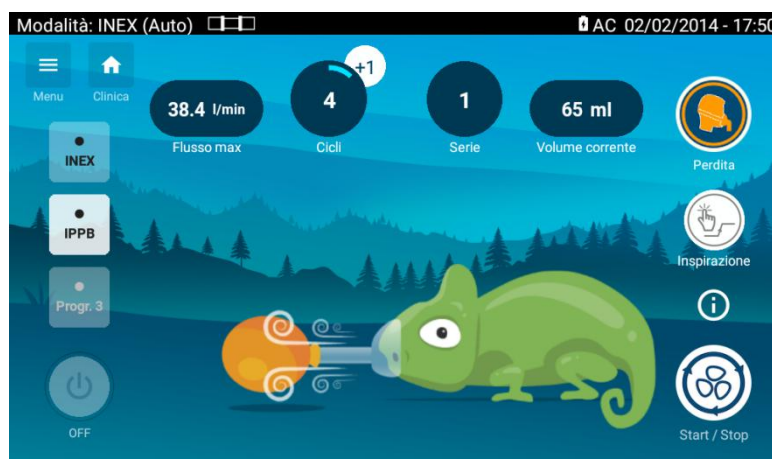 Modalità: INEX (Auto) AC 02/02/2014 - 17:50
Menu
Clinica
38.4 l/min
Flusso max
+1
4
Cicli
1
Serie
65 ml
Volume corrente
Perdita
INEX
IPPB
Inspirazione
Progr. 3
OFF
Start / Stop